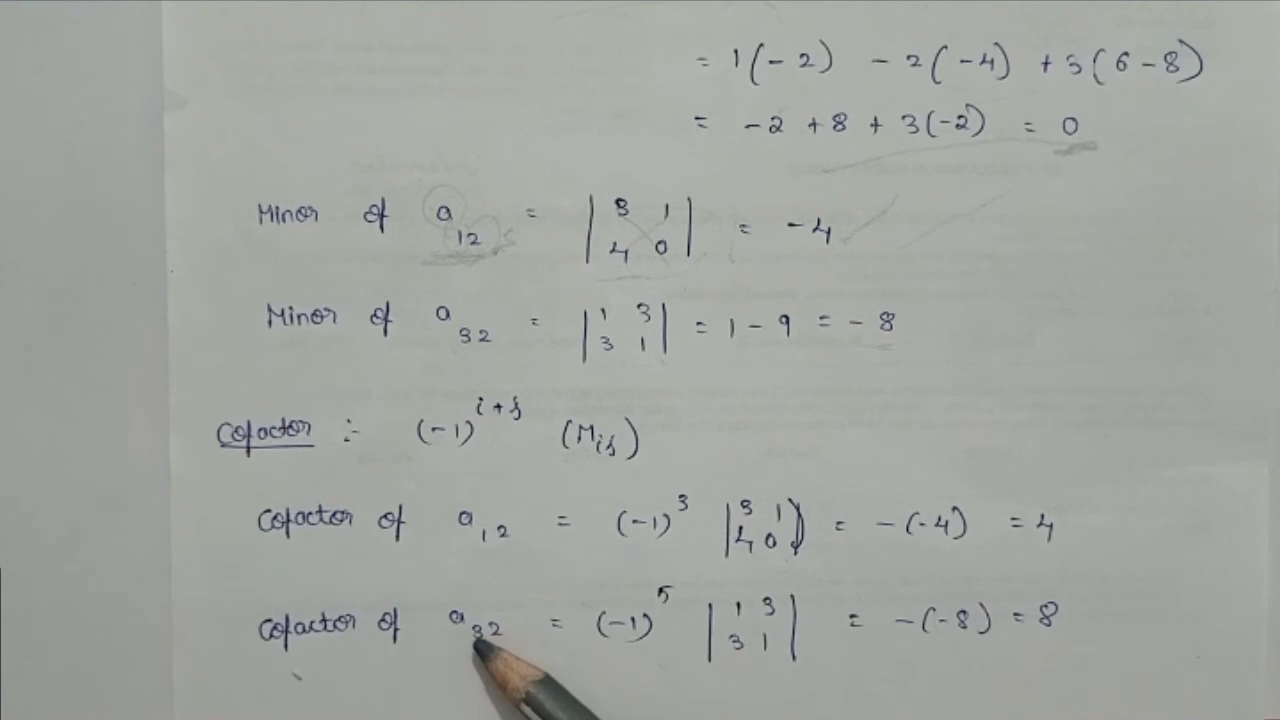 = 1(-2) - 2(-4) + 3(6-8)
= -2 + 8 + 3(-2) = 0
Minor of a₁₂ = | 3 1 | = -4
| 4 0 |
Minor of a₃₂ = | 1 3 | = 1 - 9 = -8
| 3 1 |
Cofactor :- (-1)^(i+j) (Mᵢⱼ)
Cofactor of a₁₂ = (-1)³ | 3 1 | = -(-4) = 4
| 4 0 |
Cofactor of a₃₂ = (-1)⁵ | 1 3 | = -(-8) = 8
| 3 1 |